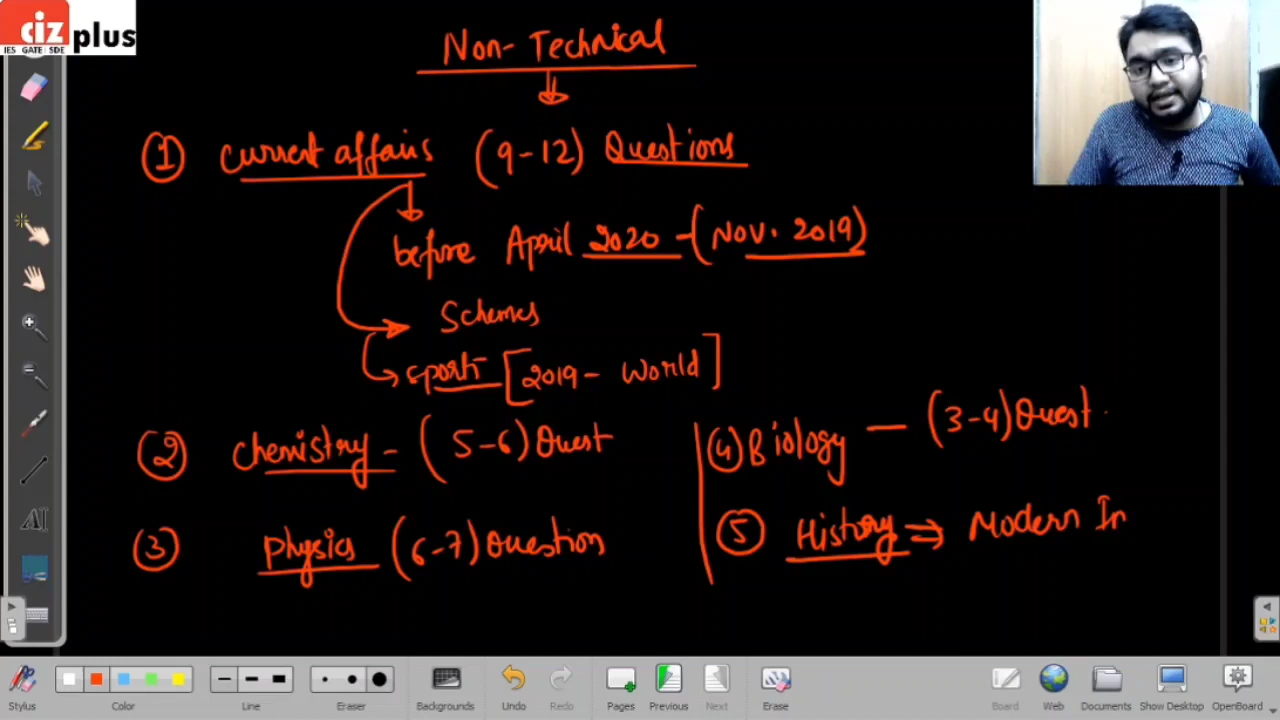 ciz plus
IES GATE SDE
Non-Technical
① current affairs (9-12) Questions
before April 2020 - (Nov. 2019)
Schemes
sports [2019 - World]
② Chemistry - (5-6) Quest
③ Physics (6-7) Question
④ Biology — (3-4) Quest.
⑤ History ⇒ Modern In
Stylus
Color
Line
Eraser
Backgrounds
Undo
Redo
Pages
Previous
Next
Erase
Board
Web
Documents
Show Desktop
OpenBoard